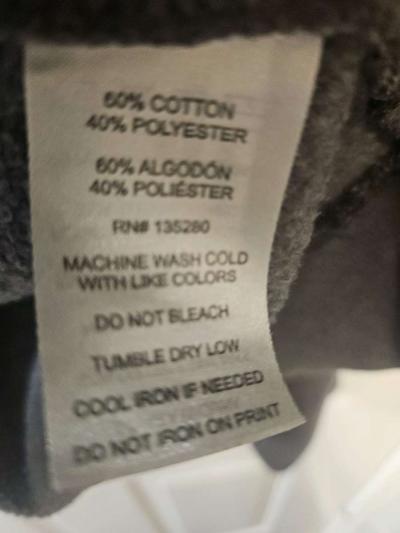 60% COTTON
40% POLYESTER
60% ALGODÓN
40% POLIÉSTER
RN# 135280
MACHINE WASH COLD
WITH LIKE COLORS
DO NOT BLEACH
TUMBLE DRY LOW
COOL IRON IF NEEDED
DO NOT IRON ON PRINT